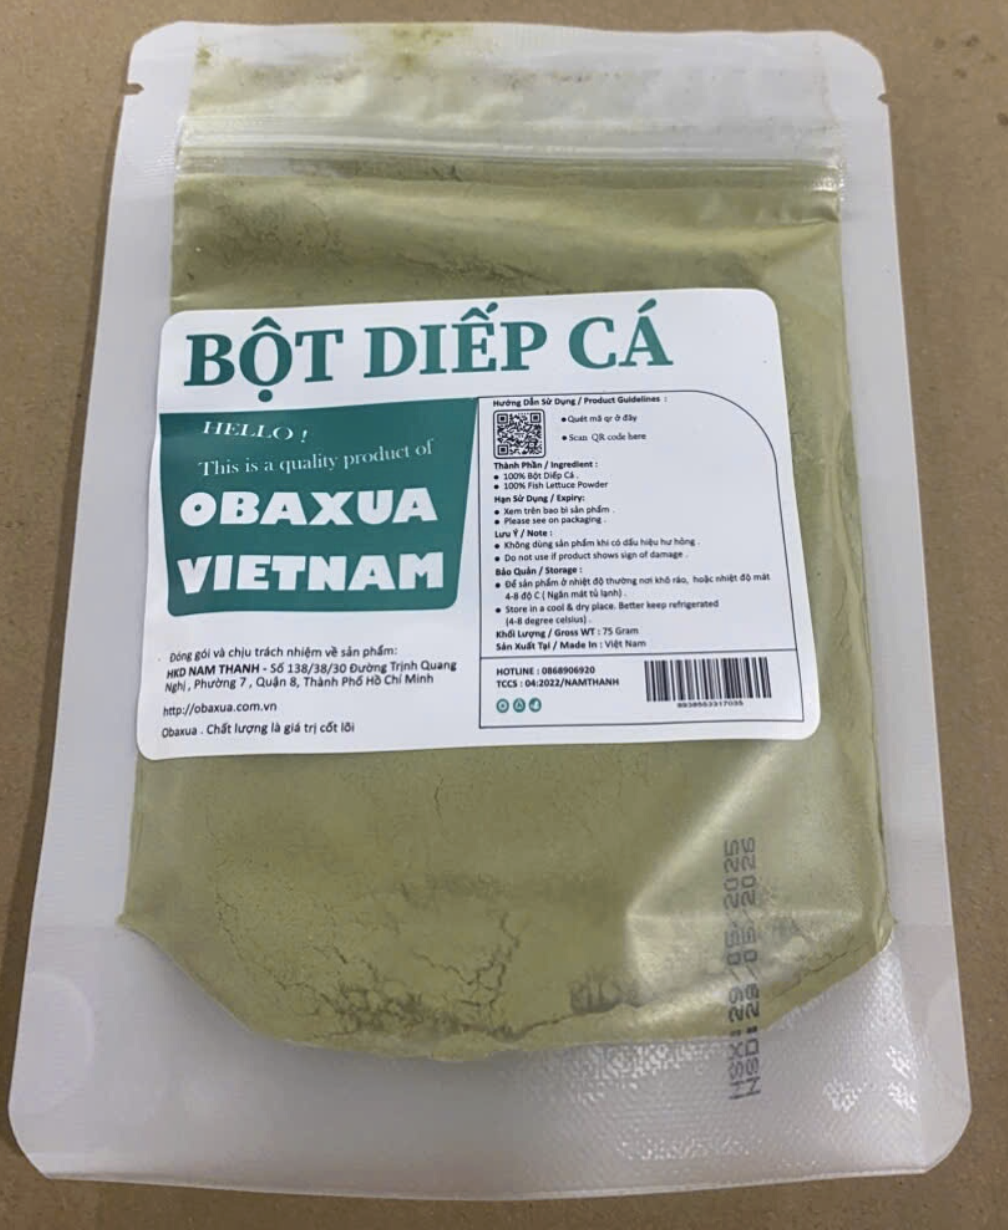 BỘT DIẾP CÁ
HELLO !
This is a quality product of
OBAXUA
VIETNAM
Đóng gói và chịu trách nhiệm về sản phẩm:
HKD NAM THANH - Số 138/38/30 Đường Trịnh Quang
Nghị , Phường 7 , Quận 8, Thành Phố Hồ Chí Minh
http://obaxua.com.vn
Obaxua . Chất lượng là giá trị cốt lõi
Hướng Dẫn Sử Dụng / Product Guidelines :
• Quét mã qr ở đây
• Scan QR code here
Thành Phần / Ingredient :
• 100% Bột Diếp Cá .
• 100% Fish Lettuce Powder
Hạn Sử Dụng / Expiry:
• Xem trên bao bì sản phẩm .
• Please see on packaging .
Lưu Ý / Note :
• Không dùng sản phẩm khi có dấu hiệu hư hỏng .
• Do not use if product shows sign of damage .
Bảo Quản / Storage :
• Để sản phẩm ở nhiệt độ thường nơi khô ráo, hoặc nhiệt độ mát
4-8 độ C ( Ngăn mát tủ lạnh) .
• Store in a cool & dry place. Better keep refrigerated
(4-8 degree celsius) .
Khối Lượng / Gross WT : 75 Gram
Sản Xuất Tại / Made In : Việt Nam
HOTLINE : 0868906920
TCCS : 04:2022/NAMTHANH
8938553317035
NSX: 29/05/2025
HSD: 28/05/2026